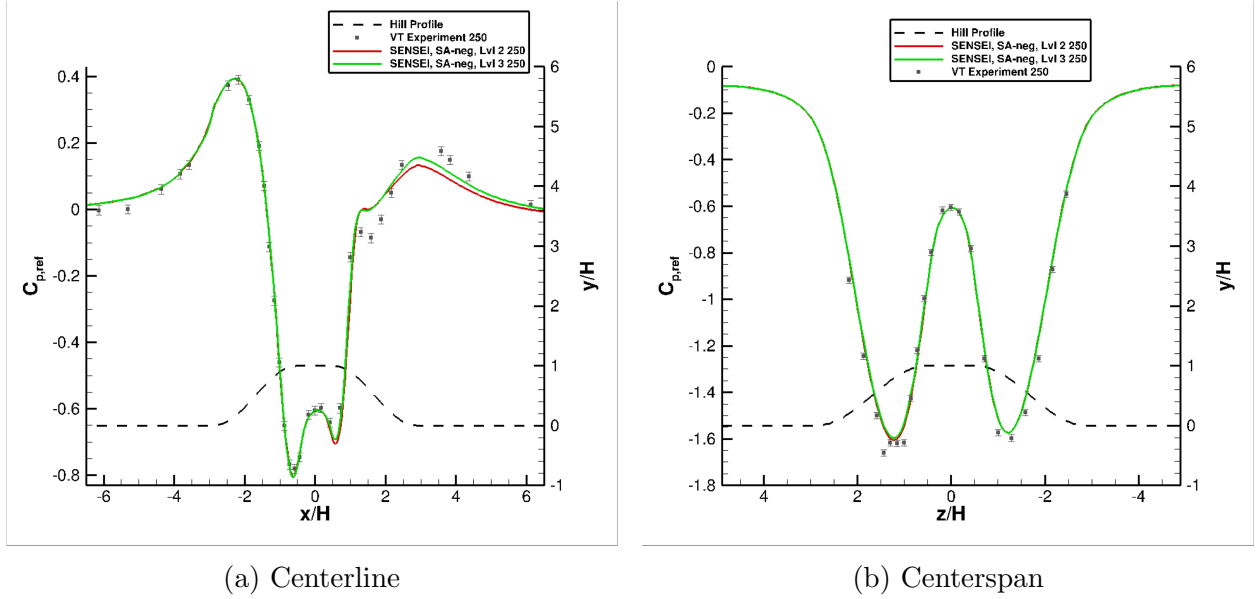 Hill Profile
VT Experiment 250
SENSEI, SA-neg, Lvl 2 250
SENSEI, SA-neg, Lvl 3 250
0.4
0.2
0
-0.2
-0.4
-0.6
-0.8
C_p,ref
6
5
4
3
2
1
0
-1
y/H
-6 -4 -2 0 2 4 6
x/H
(a) Centerline
Hill Profile
SENSEI, SA-neg, Lvl 2 250
SENSEI, SA-neg, Lvl 3 250
VT Experiment 250
0
-0.2
-0.4
-0.6
-0.8
-1
-1.2
-1.4
-1.6
-1.8
C_p,ref
6
5
4
3
2
1
0
-1
y/H
4 2 0 -2 -4
z/H
(b) Centerspan